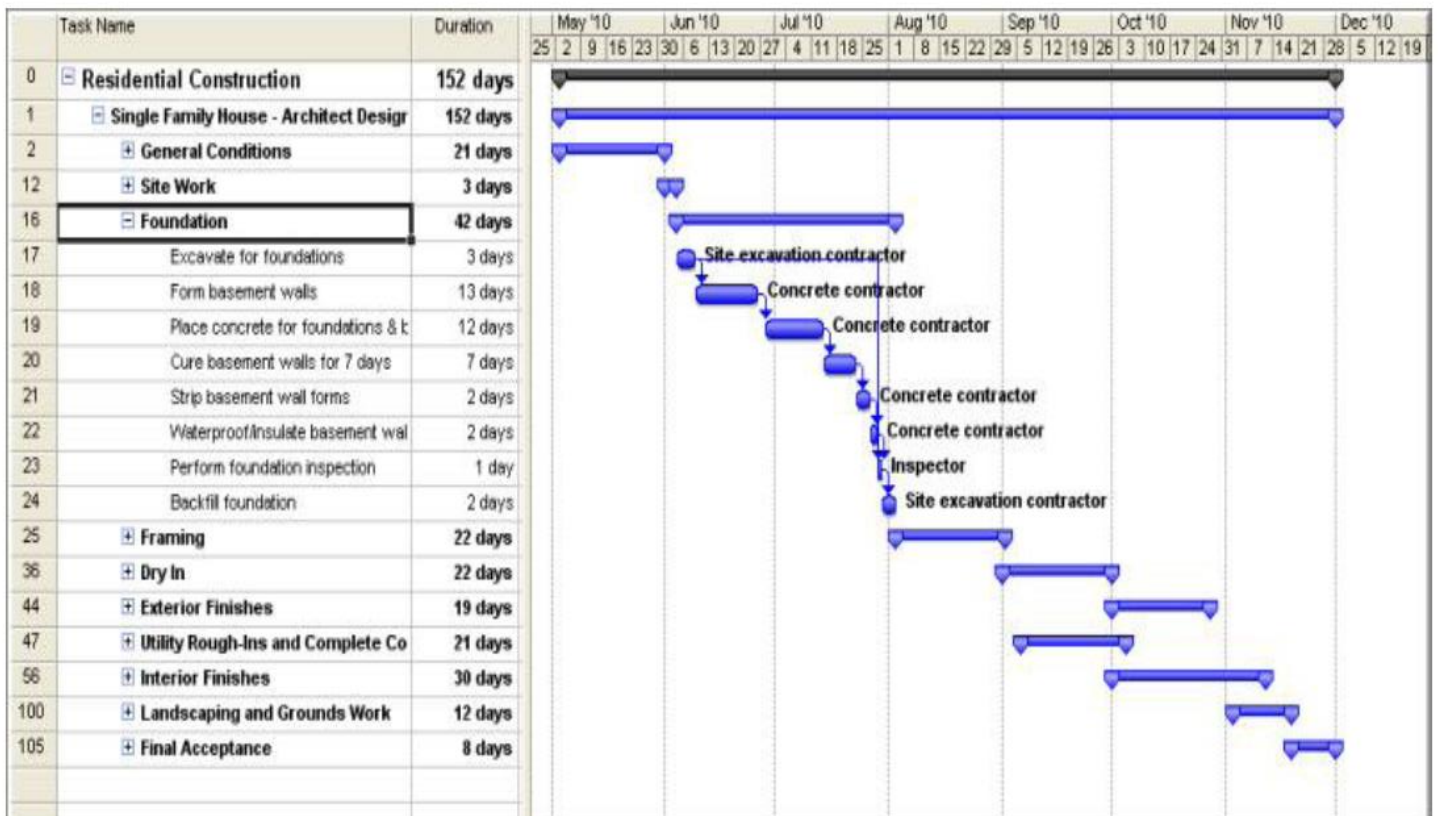 Task Name Duration May '10 Jun '10 Jul '10 Aug '10 Sep '10 Oct '10 Nov '10 Dec '10
25 2 9 16 23 30 6 13 20 27 4 11 18 25 1 8 15 22 29 5 12 19 26 3 10 17 24 31 7 14 21 28 5 12 19
0 Residential Construction 152 days
1 Single Family House - Architect Desigr 152 days
2 General Conditions 21 days
12 Site Work 3 days
16 Foundation 42 days
17 Excavate for foundations 3 days Site excavation contractor
18 Form basement walls 13 days Concrete contractor
19 Place concrete for foundations & b 12 days Concrete contractor
20 Cure basement walls for 7 days 7 days
21 Strip basement wall forms 2 days Concrete contractor
22 Waterproof/insulate basement wal 2 days Concrete contractor
23 Perform foundation inspection 1 day Inspector
24 Backfill foundation 2 days Site excavation contractor
25 Framing 22 days
36 Dry In 22 days
44 Exterior Finishes 19 days
47 Utility Rough-Ins and Complete Co 21 days
56 Interior Finishes 30 days
100 Landscaping and Grounds Work 12 days
105 Final Acceptance 8 days